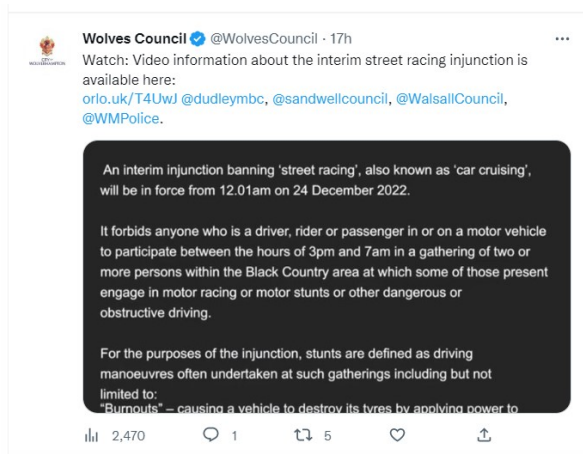 Wolves Council @WolvesCouncil · 17h
Watch: Video information about the interim street racing injunction is
available here:
orlo.uk/T4UwJ @dudleymbc, @sandwellcouncil, @WalsallCouncil,
@WMPolice.
An interim injunction banning ‘street racing’, also known as ‘car cruising’,
will be in force from 12.01am on 24 December 2022.
It forbids anyone who is a driver, rider or passenger in or on a motor vehicle
to participate between the hours of 3pm and 7am in a gathering of two or
more persons within the Black Country area at which some of those present
engage in motor racing or motor stunts or other dangerous or
obstructive driving.
For the purposes of the injunction, stunts are defined as driving
manoeuvres often undertaken at such gatherings including but not
limited to:
“Burnouts” – causing a vehicle to destroy its tyres by applying power to
2,470 1 5